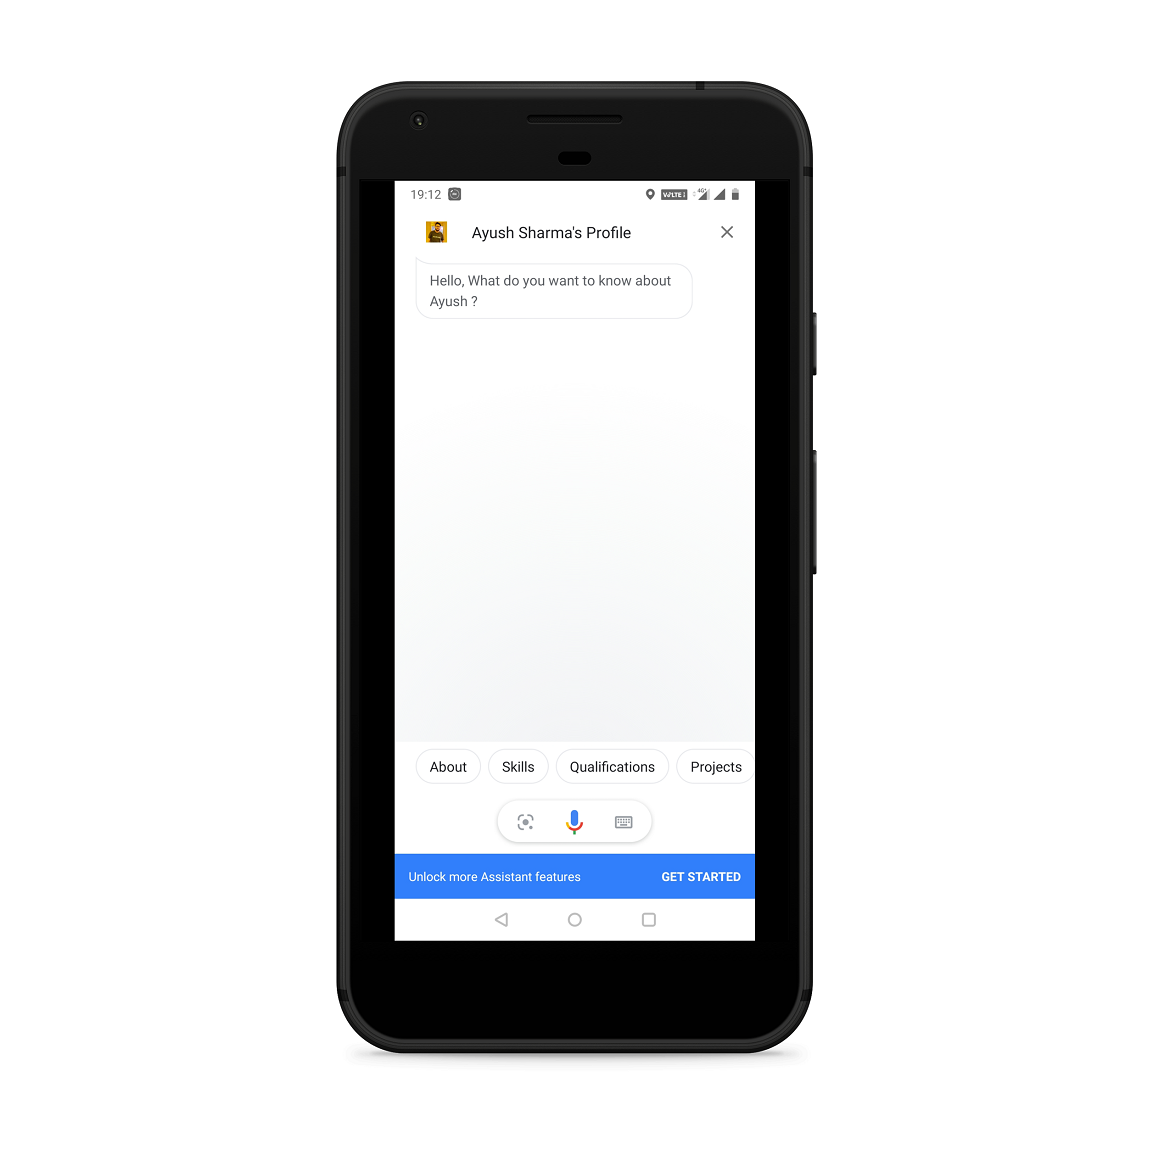 19:12
VoLTE 4G+
Ayush Sharma's Profile
Hello, What do you want to know about
Ayush ?
About Skills Qualifications Projects
Unlock more Assistant features GET STARTED